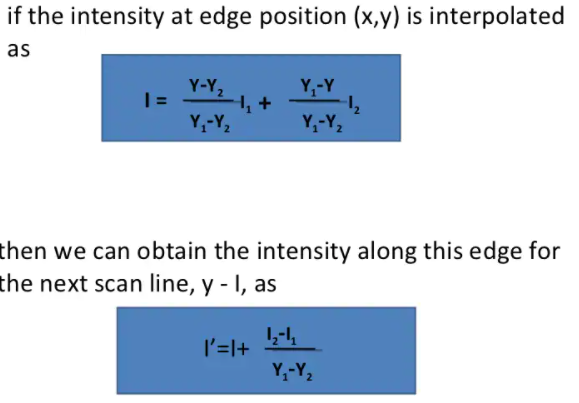 if the intensity at edge position (x,y) is interpolated
as
I = Y-Y₂/Y₁-Y₂ I₁ + Y₁-Y/Y₁-Y₂ I₂
then we can obtain the intensity along this edge for
the next scan line, y - I, as
I’=I+ I₂-I₁/Y₁-Y₂